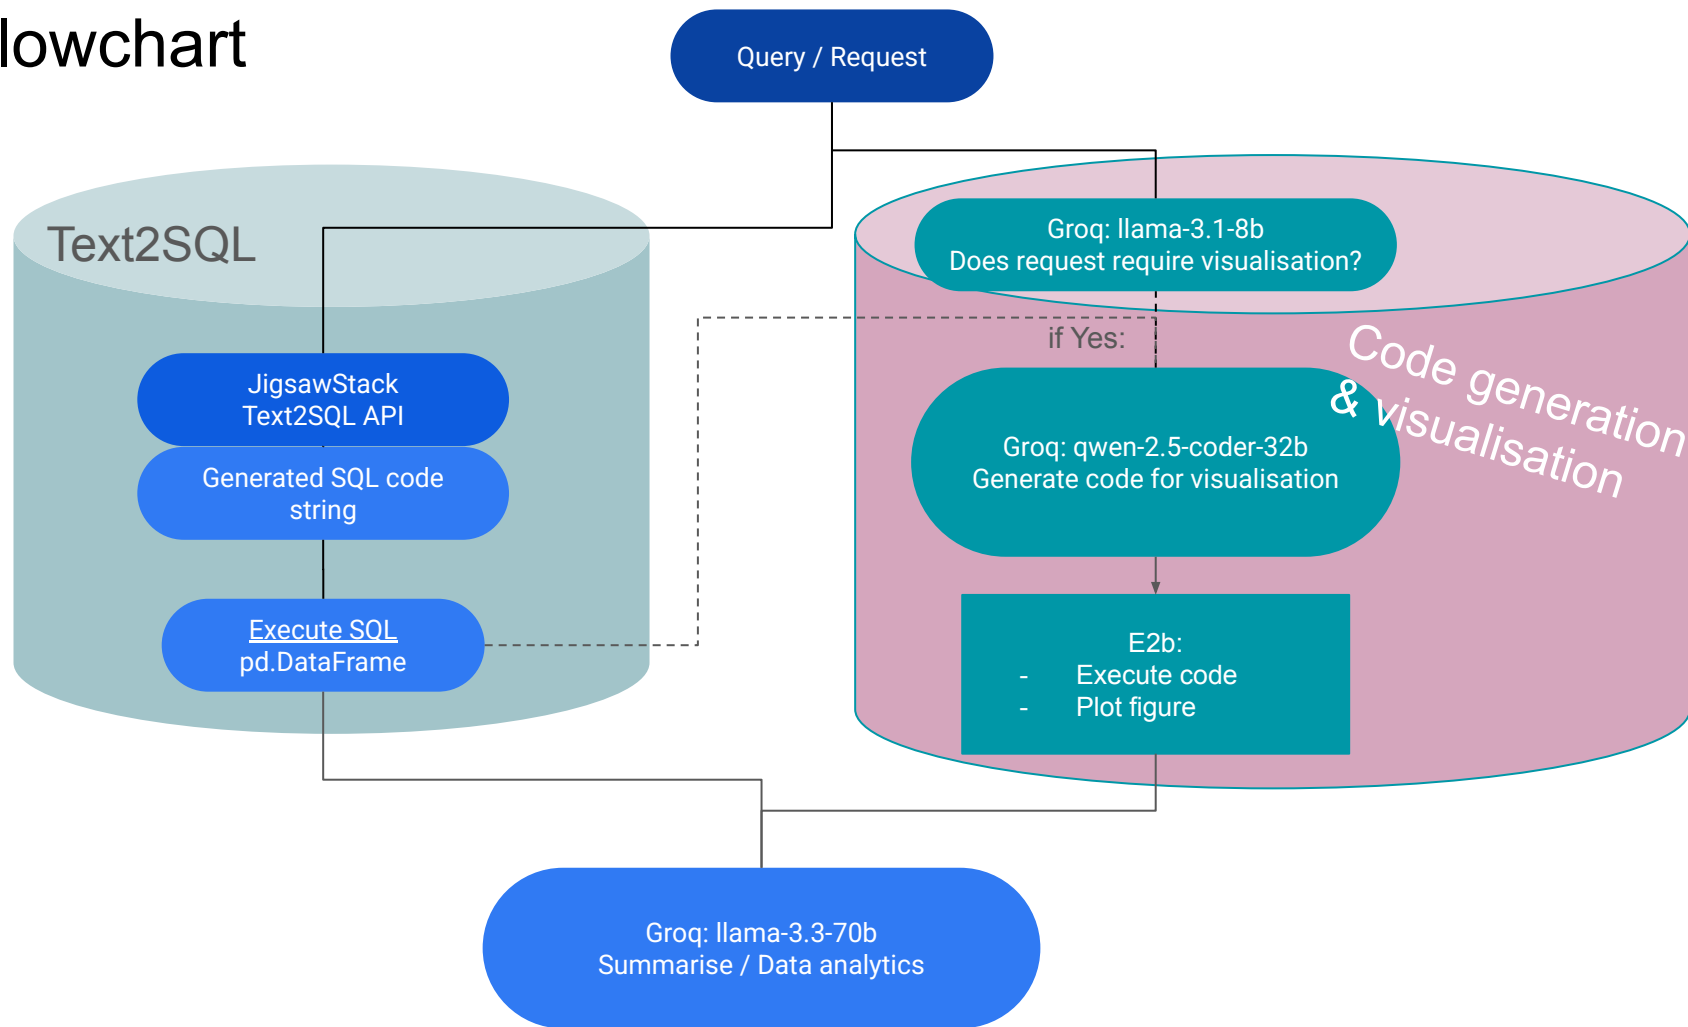 lowchart
Query / Request
Text2SQL
Groq: llama-3.1-8b
Does request require visualisation?
if Yes:
Code generation
& visualisation
JigsawStack
Text2SQL API
Generated SQL code
string
Groq: qwen-2.5-coder-32b
Generate code for visualisation
Execute SQL
pd.DataFrame
E2b:
- Execute code
- Plot figure
Groq: llama-3.3-70b
Summarise / Data analytics